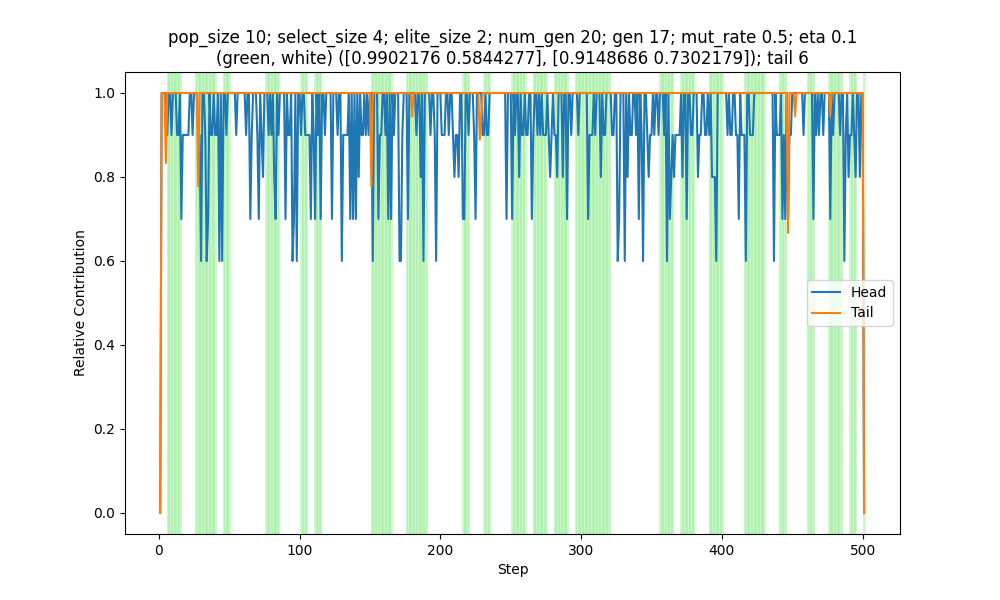 pop_size 10; select_size 4; elite_size 2; num_gen 20; gen 17; mut_rate 0.5; eta 0.1
(green, white) ([0.9902176 0.5844277], [0.9148686 0.7302179]); tail 6
1.0
0.8
0.6
0.4
0.2
0.0
Relative Contribution
Head
Tail
0
100
200
300
400
500
Step